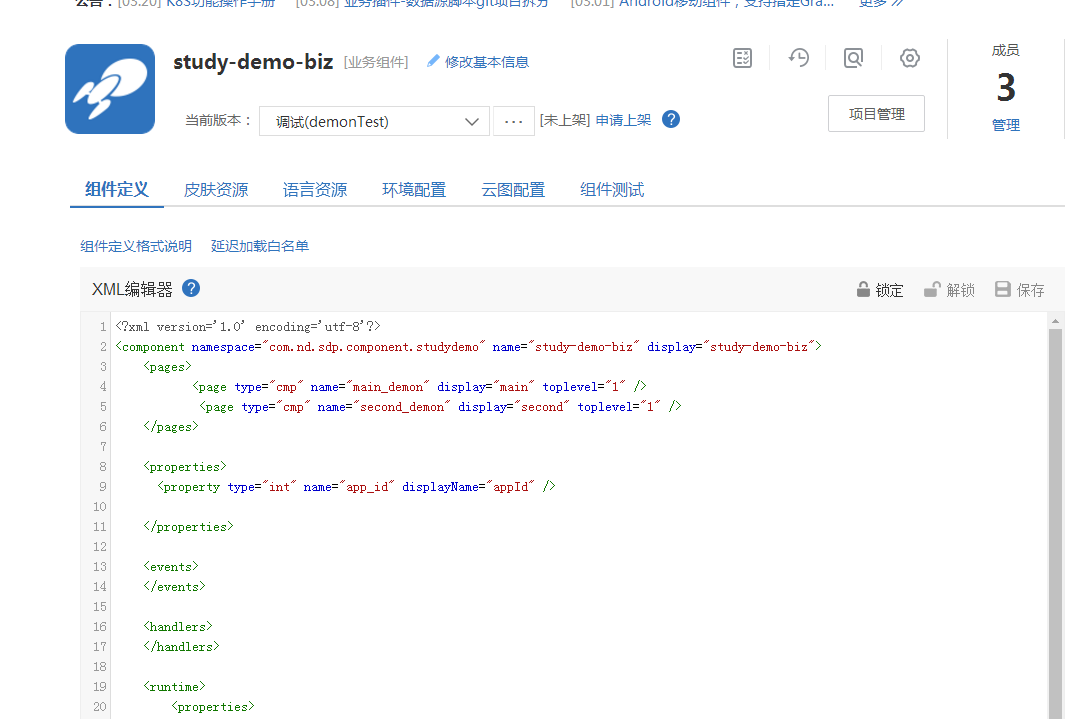 公告：[03.20] K8S功能操作手册 [03.08] 业务插件-数据源脚本git项目拆分 [03.01] Android移动组件，支持指定Gra... 更多
study-demo-biz [业务组件] 修改基本信息
成员
3
管理
当前版本： 调试(demonTest) ... [未上架] 申请上架 ?
项目管理
组件定义 皮肤资源 语言资源 环境配置 云图配置 组件测试
组件定义格式说明 延迟加载白名单
XML编辑器 ? 锁定 解锁 保存
1 <?xml version='1.0' encoding='utf-8'?>
2 <component namespace="com.nd.sdp.component.studydemo" name="study-demo-biz" display="study-demo-biz">
3 <pages>
4 <page type="cmp" name="main_demon" display="main" toplevel="1" />
5 <page type="cmp" name="second_demon" display="second" toplevel="1" />
6 </pages>
7
8 <properties>
9 <property type="int" name="app_id" displayName="appId" />
10
11 </properties>
12
13 <events>
14 </events>
15
16 <handlers>
17 </handlers>
18
19 <runtime>
20 <properties>